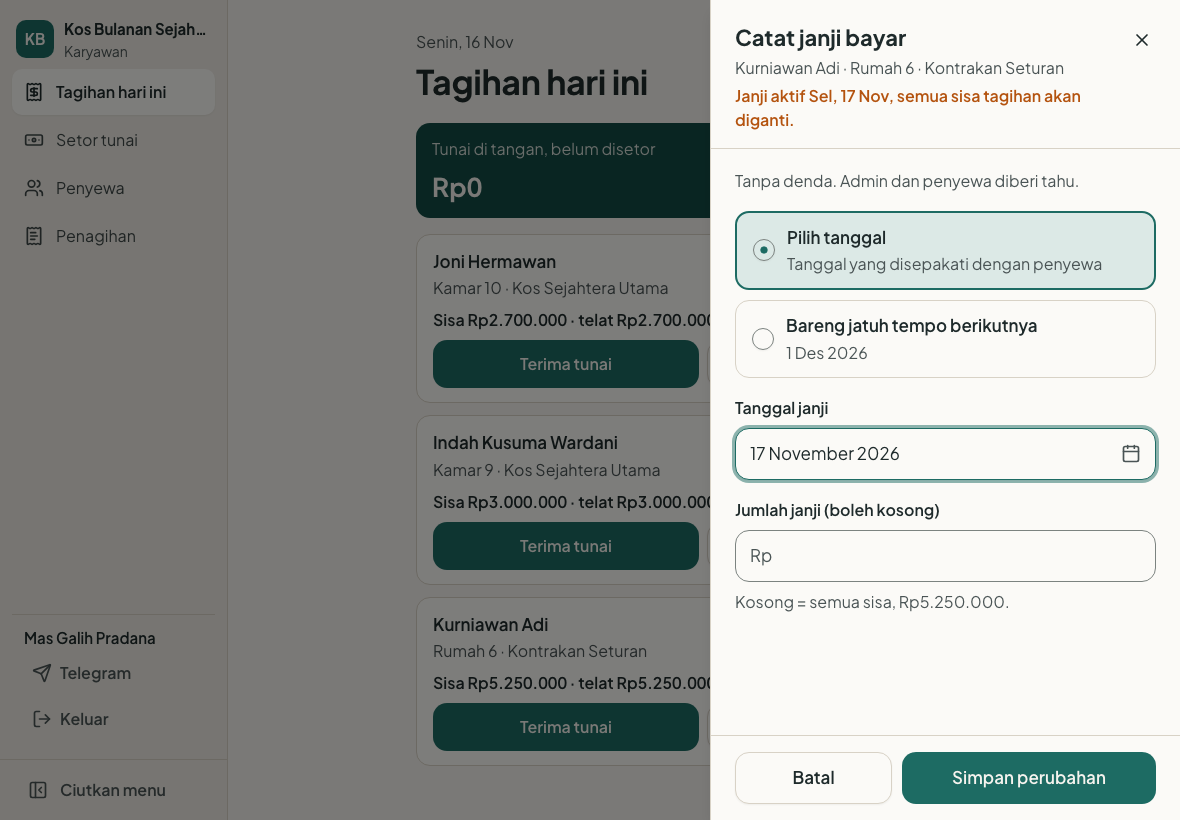 KB
Kos Bulanan Sejah…
Karyawan
Tagihan hari ini
Setor tunai
Penyewa
Penagihan
Mas Galih Pradana
Telegram
Keluar
Ciutkan menu
Senin, 16 Nov
Tagihan hari ini
Tunai di tangan, belum disetor
Rp0
Joni Hermawan
Kamar 10 · Kos Sejahtera Utama
Sisa Rp2.700.000 · telat Rp2.700.000
Terima tunai
Indah Kusuma Wardani
Kamar 9 · Kos Sejahtera Utama
Sisa Rp3.000.000 · telat Rp3.000.000
Terima tunai
Kurniawan Adi
Rumah 6 · Kontrakan Seturan
Sisa Rp5.250.000 · telat Rp5.250.000
Terima tunai
Catat janji bayar
Kurniawan Adi · Rumah 6 · Kontrakan Seturan
Janji aktif Sel, 17 Nov, semua sisa tagihan akan
diganti.
Tanpa denda. Admin dan penyewa diberi tahu.
Pilih tanggal
Tanggal yang disepakati dengan penyewa
Bareng jatuh tempo berikutnya
1 Des 2026
Tanggal janji
17 November 2026
Jumlah janji (boleh kosong)
Rp
Kosong = semua sisa, Rp5.250.000.
Batal
Simpan perubahan